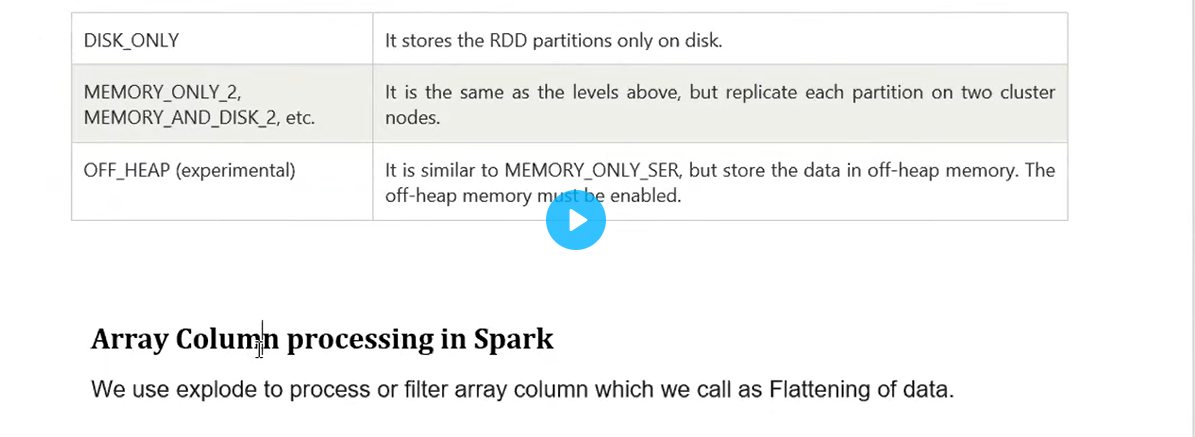 DISK_ONLY
It stores the RDD partitions only on disk.
MEMORY_ONLY_2,
MEMORY_AND_DISK_2, etc.
It is the same as the levels above, but replicate each partition on two cluster
nodes.
OFF_HEAP (experimental)
It is similar to MEMORY_ONLY_SER, but store the data in off-heap memory. The
off-heap memory must be enabled.
Array Column processing in Spark
We use explode to process or filter array column which we call as Flattening of data.